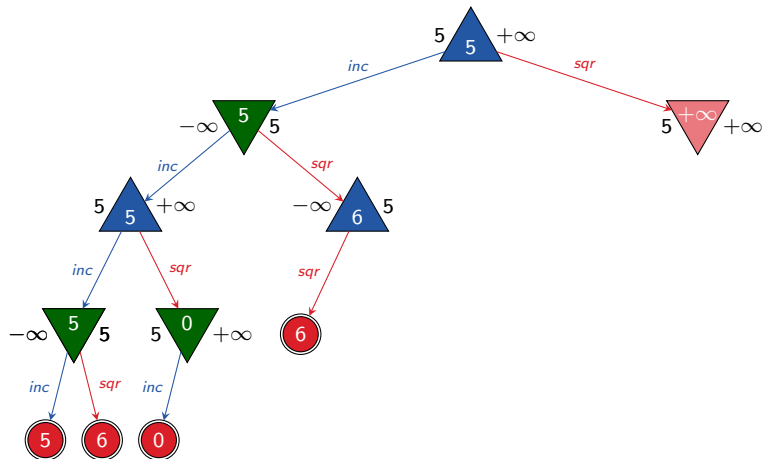 5 5 +∞
inc sqr
−∞ 5 5 5 +∞ +∞
inc sqr
5 5 +∞ −∞ 6 5
inc sqr sqr
−∞ 5 5 5 0 +∞ 6
inc sqr inc
5 6 0